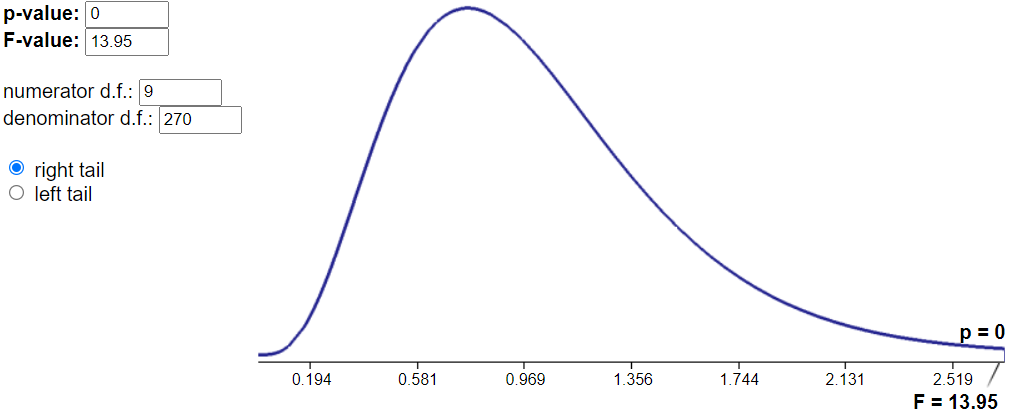 p-value: 0
F-value: 13.95
numerator d.f.: 9
denominator d.f.: 270
right tail
left tail
p = 0
0.194 0.581 0.969 1.356 1.744 2.131 2.519
F = 13.95